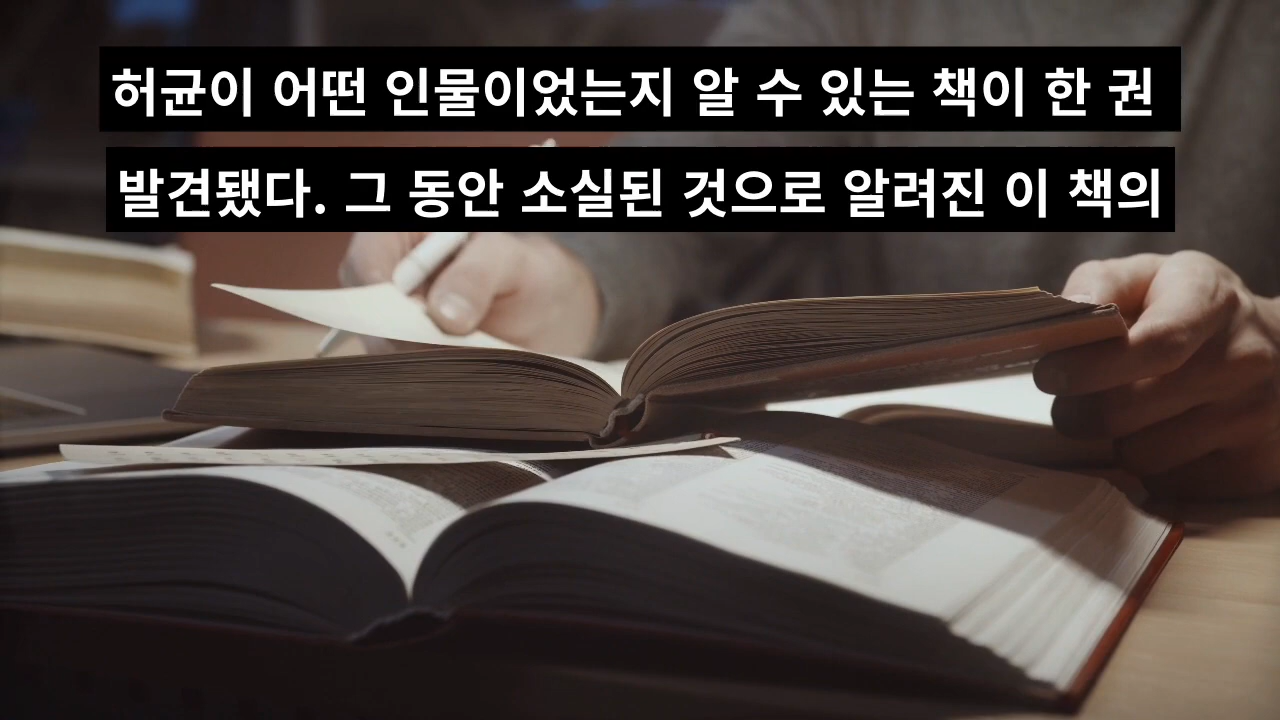 허균이 어떤 인물이었는지 알 수 있는 책이 한 권
발견됐다. 그 동안 소실된 것으로 알려진 이 책의